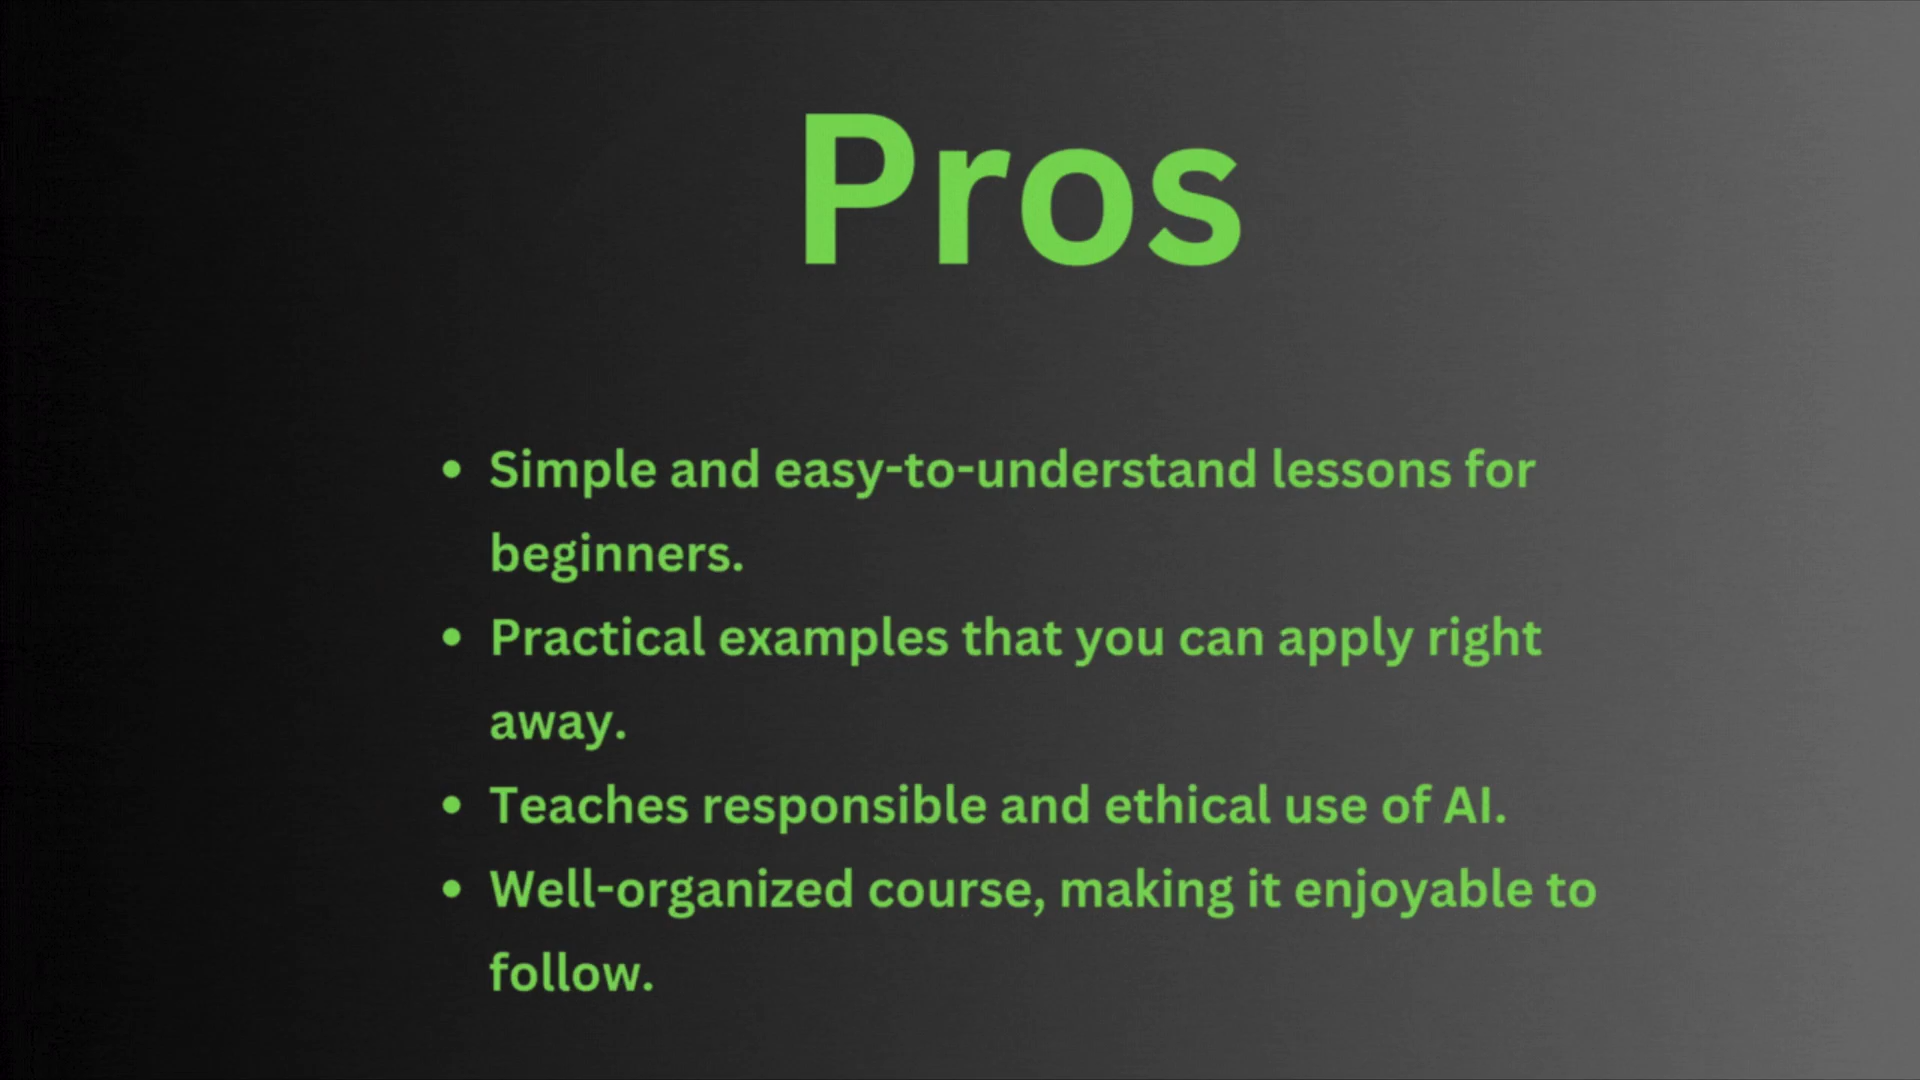 Pros
• Simple and easy-to-understand lessons for
beginners.
• Practical examples that you can apply right
away.
• Teaches responsible and ethical use of AI.
• Well-organized course, making it enjoyable to
follow.